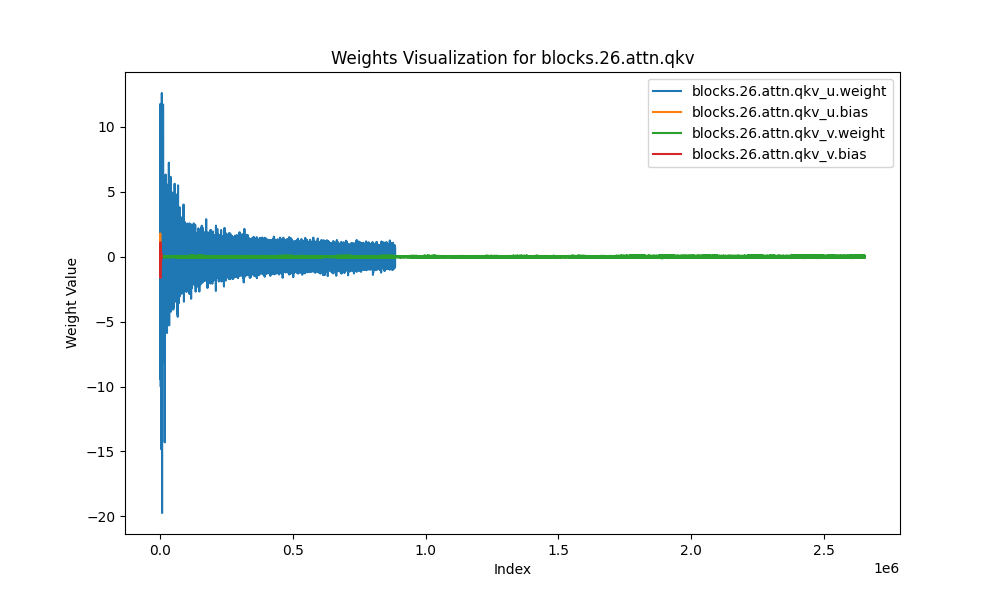 Weights Visualization for blocks.26.attn.qkv
blocks.26.attn.qkv_u.weight
blocks.26.attn.qkv_u.bias
blocks.26.attn.qkv_v.weight
blocks.26.attn.qkv_v.bias
10
5
0
−5
−10
−15
−20
Weight Value
0.0 0.5 1.0 1.5 2.0 2.5
1e6
Index